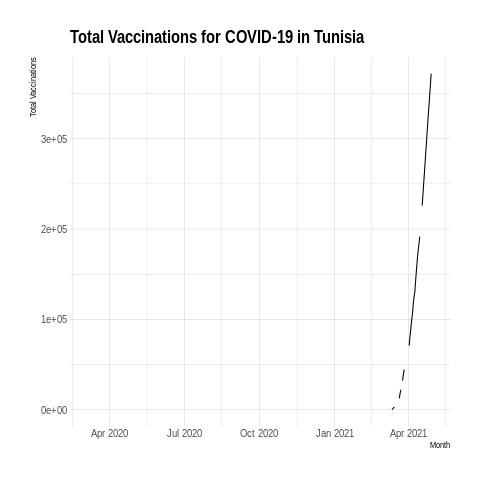 Total Vaccinations for COVID-19 in Tunisia
Total Vaccinations
3e+05
2e+05
1e+05
0e+00
Apr 2020 Jul 2020 Oct 2020 Jan 2021 Apr 2021
Month